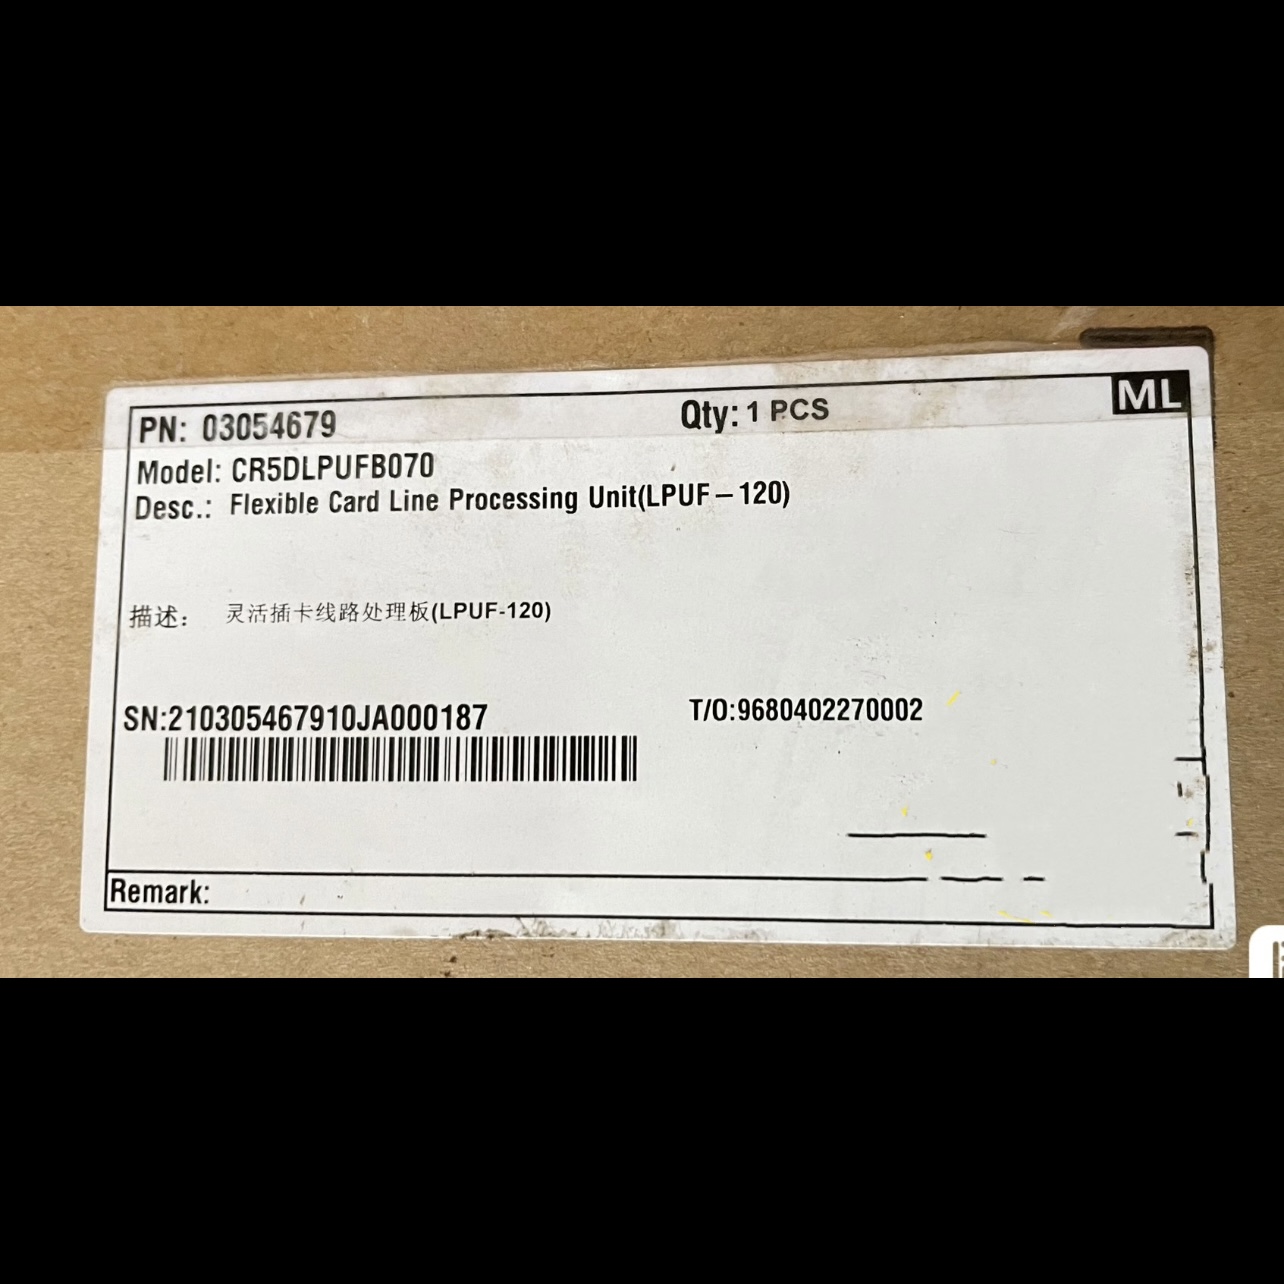 PN: 03054679 Qty: 1 PCS ML
Model: CR5DLPUFB070
Desc.: Flexible Card Line Processing Unit(LPUF-120)
描述: 灵活插卡线路处理板(LPUF-120)
SN:210305467910JA000187 T/O:9680402270002
Remark: